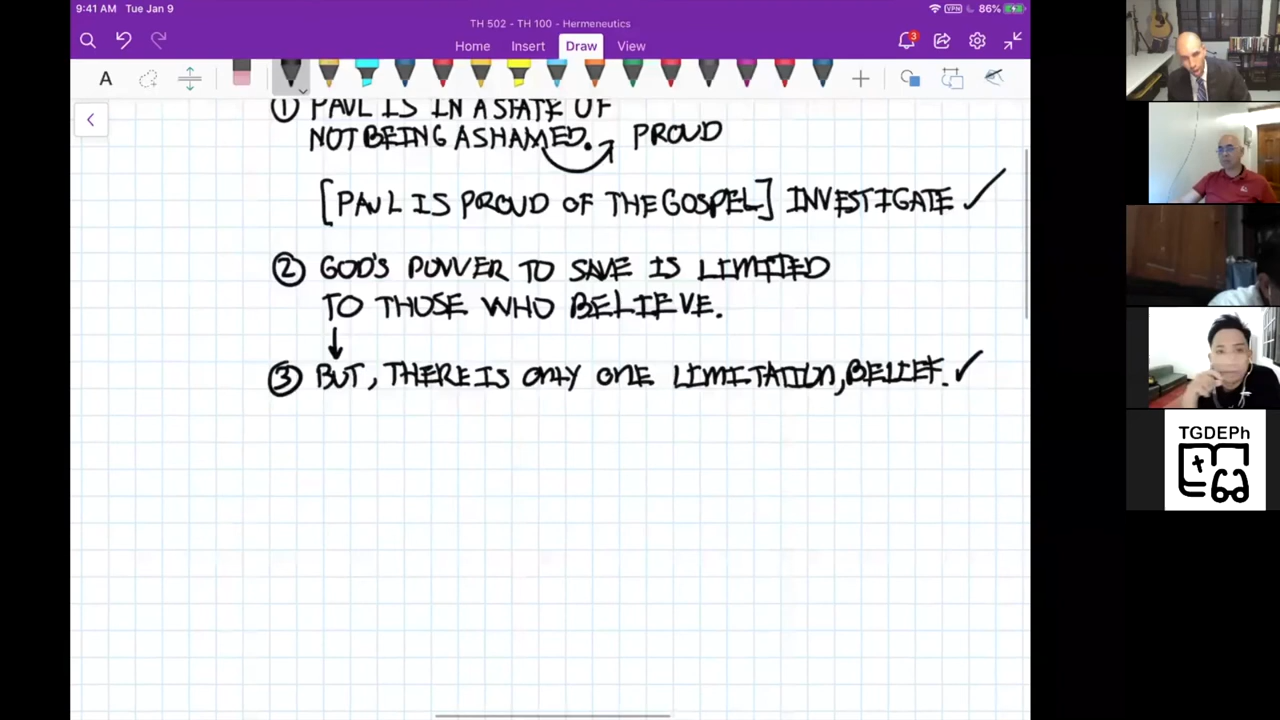 9:41 AM Tue Jan 9
VPN 86%
TH 502 - TH 100 - Hermeneutics
Home Insert Draw View
3
A
① PAUL IS IN A STATE OF
NOT BEING ASHAMED. PROUD
[PAUL IS PROUD OF THE GOSPEL] INVESTIGATE ✓
② GOD'S POWER TO SAVE IS LIMITED
TO THOSE WHO BELIEVE.
③ BUT, THERE IS ONLY ONE LIMITATION, BELIEF. ✓
TGDEPh